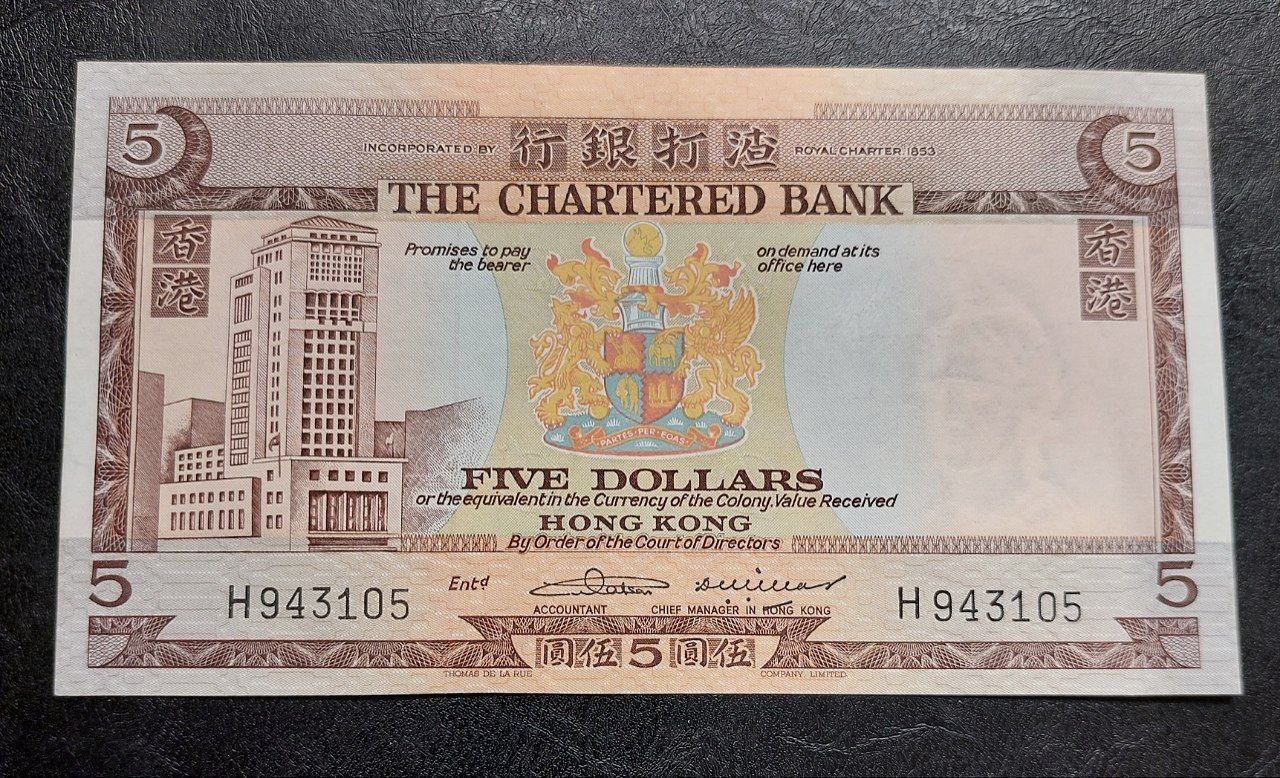 5 INCORPORATED BY 行銀打渣 ROYAL CHARTER 1853 5
THE CHARTERED BANK
香港
香港
Promises to pay
the bearer
on demand at its
office here
PARTES·PER·EOAS
FIVE DOLLARS
or the equivalent in the Currency of the Colony. Value Received
HONG KONG
By Order of the Court of Directors
5 5
H943105 Entd H943105
ACCOUNTANT CHIEF MANAGER IN HONG KONG
圓伍 5 圓伍
THOMAS DE LA RUE COMPANY, LIMITED.